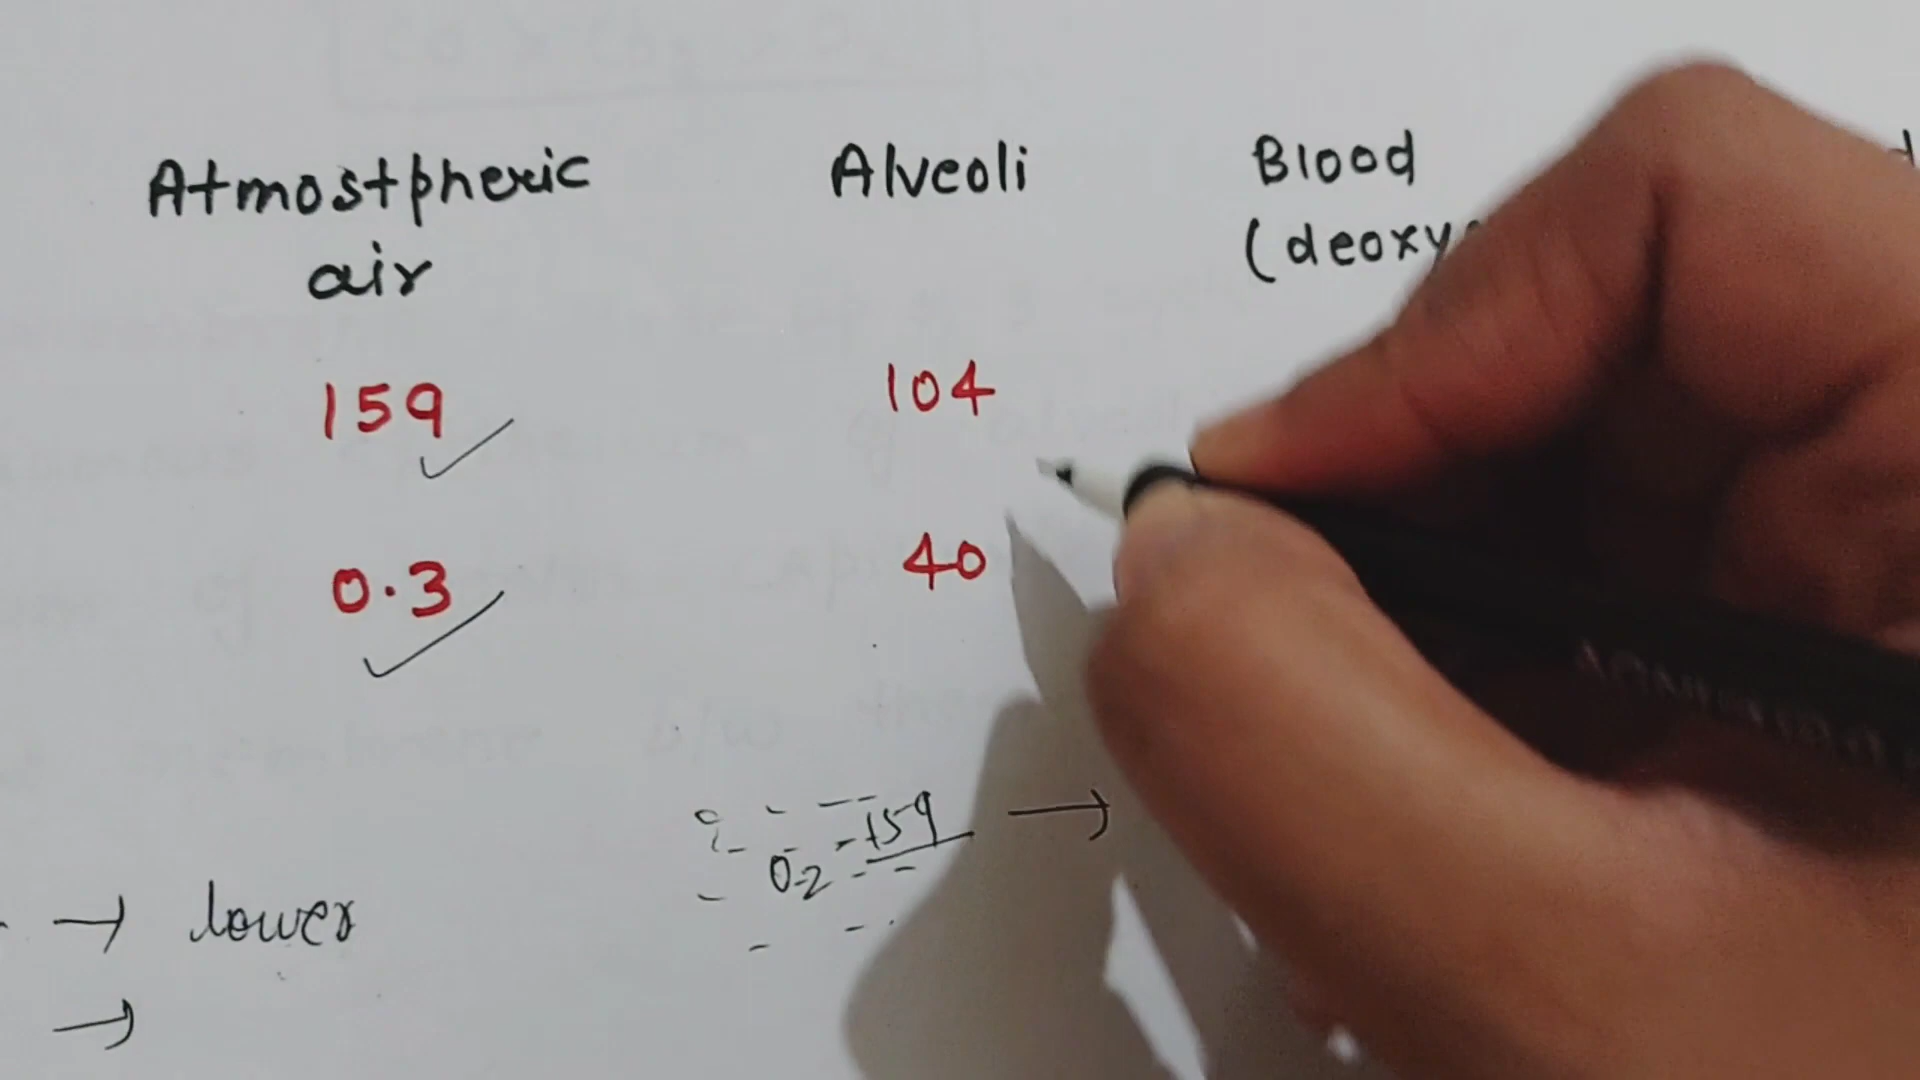 Atmostpheric Alveoli Blood
air (deoxy
159 104
0.3 40
159
O2
→ lower
→